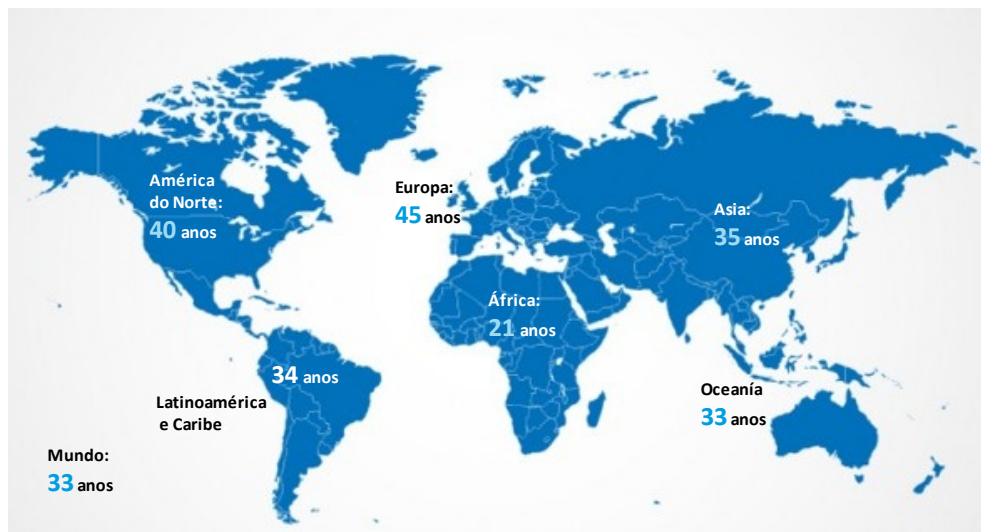 América
do Norte:
40 anos
Europa:
45 anos
Asia:
35 anos
África:
21 anos
34 anos
Latinoamérica
e Caribe
Oceanía
33 anos
Mundo:
33 anos